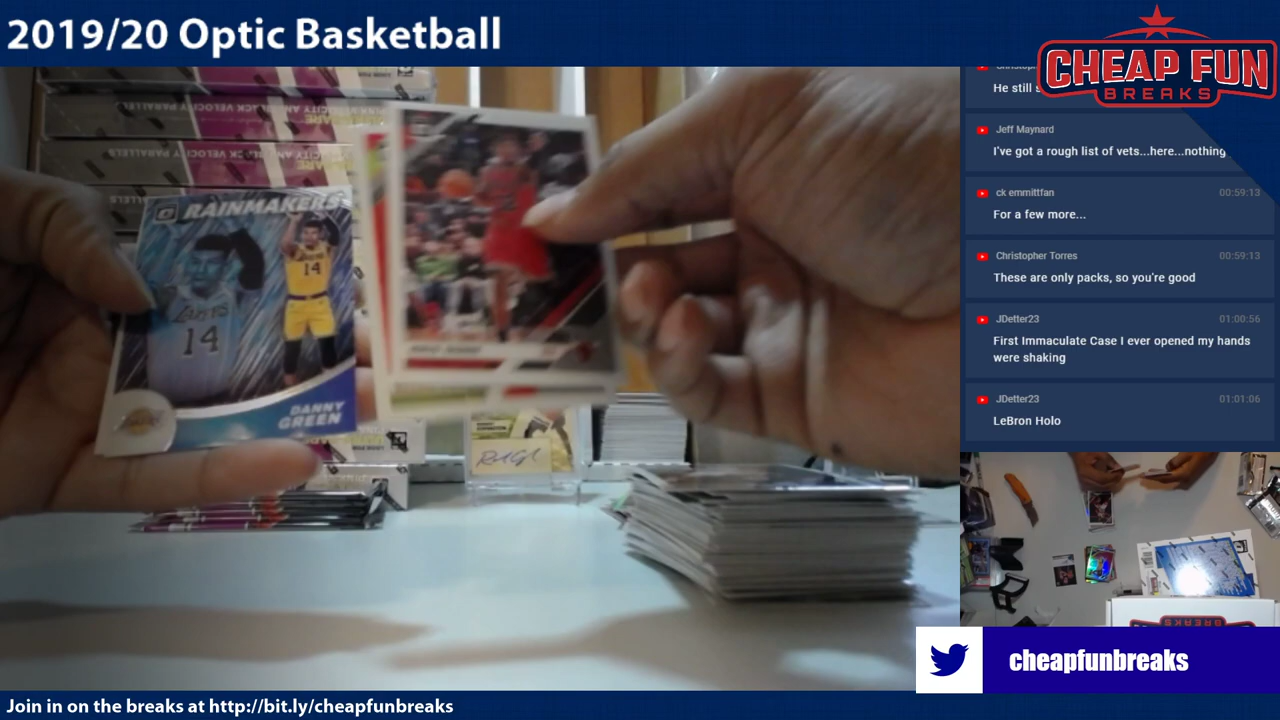 2019/20 Optic Basketball
CHEAP FUN
BREAKS
He still s
Jeff Maynard
I've got a rough list of vets...here...nothing
ck emmittfan 00:59:13
For a few more...
Christopher Torres 00:59:13
These are only packs, so you're good
JDetter23 01:00:56
First Immaculate Case I ever opened my hands
were shaking
JDetter23 01:01:06
LeBron Holo
RAINMAKERS
14
14
DANNY
GREEN
cheapfunbreaks
Join in on the breaks at http://bit.ly/cheapfunbreaks